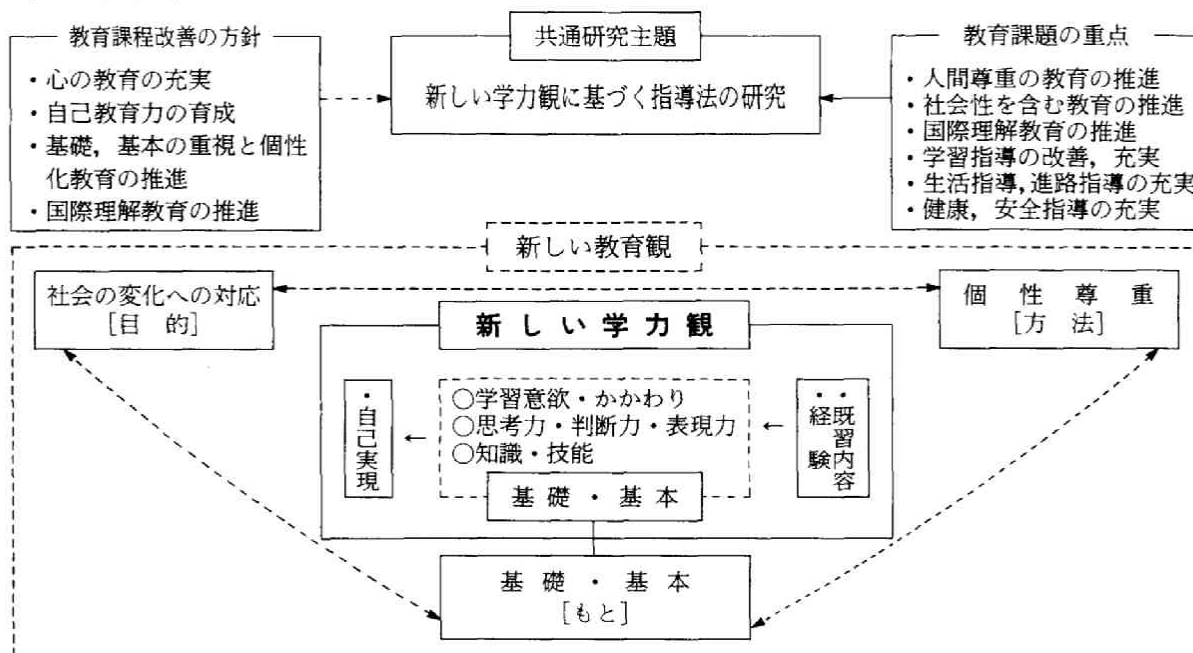 教育課程改善の方針
・心の教育の充実
・自己教育力の育成
・基礎，基本の重視と個性
化教育の推進
・国際理解教育の推進
共通研究主題
新しい学力観に基づく指導法の研究
教育課題の重点
・人間尊重の教育の推進
・社会性を含む教育の推進
・国際理解教育の推進
・学習指導の改善，充実
・生活指導，進路指導の充実
・健康，安全指導の充実
新しい教育観
社会の変化への対応
［目　的］
個　性　尊　重
［方　法］
新しい学力観
・自己実現
←
○学習意欲・かかわり
○思考力・判断力・表現力
○知識・技能
基礎・基本
←
・既習内容
・経験
基礎・基本
［もと］